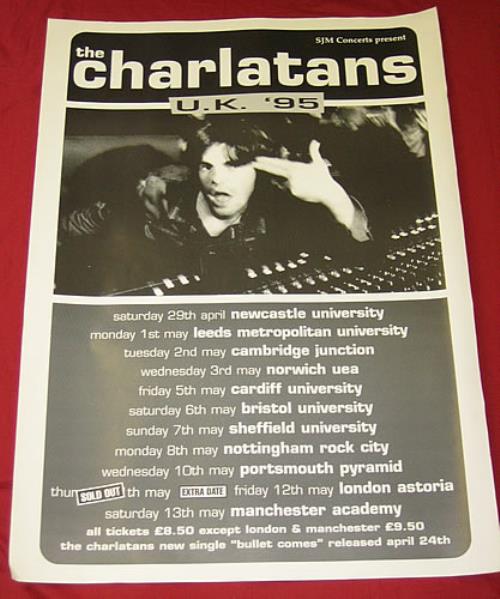 SJM Concerts present
the
charlatans
U.K. '95
saturday 29th april newcastle university
monday 1st may leeds metropolitan university
tuesday 2nd may cambridge junction
wednesday 3rd may norwich uea
friday 5th may cardiff university
saturday 6th may bristol university
sunday 7th may sheffield university
monday 8th may nottingham rock city
wednesday 10th may portsmouth pyramid
thur SOLD OUT th may EXTRA DATE friday 12th may london astoria
saturday 13th may manchester academy
all tickets £8.50 except london & manchester £9.50
the charlatans new single "bullet comes" released april 24th